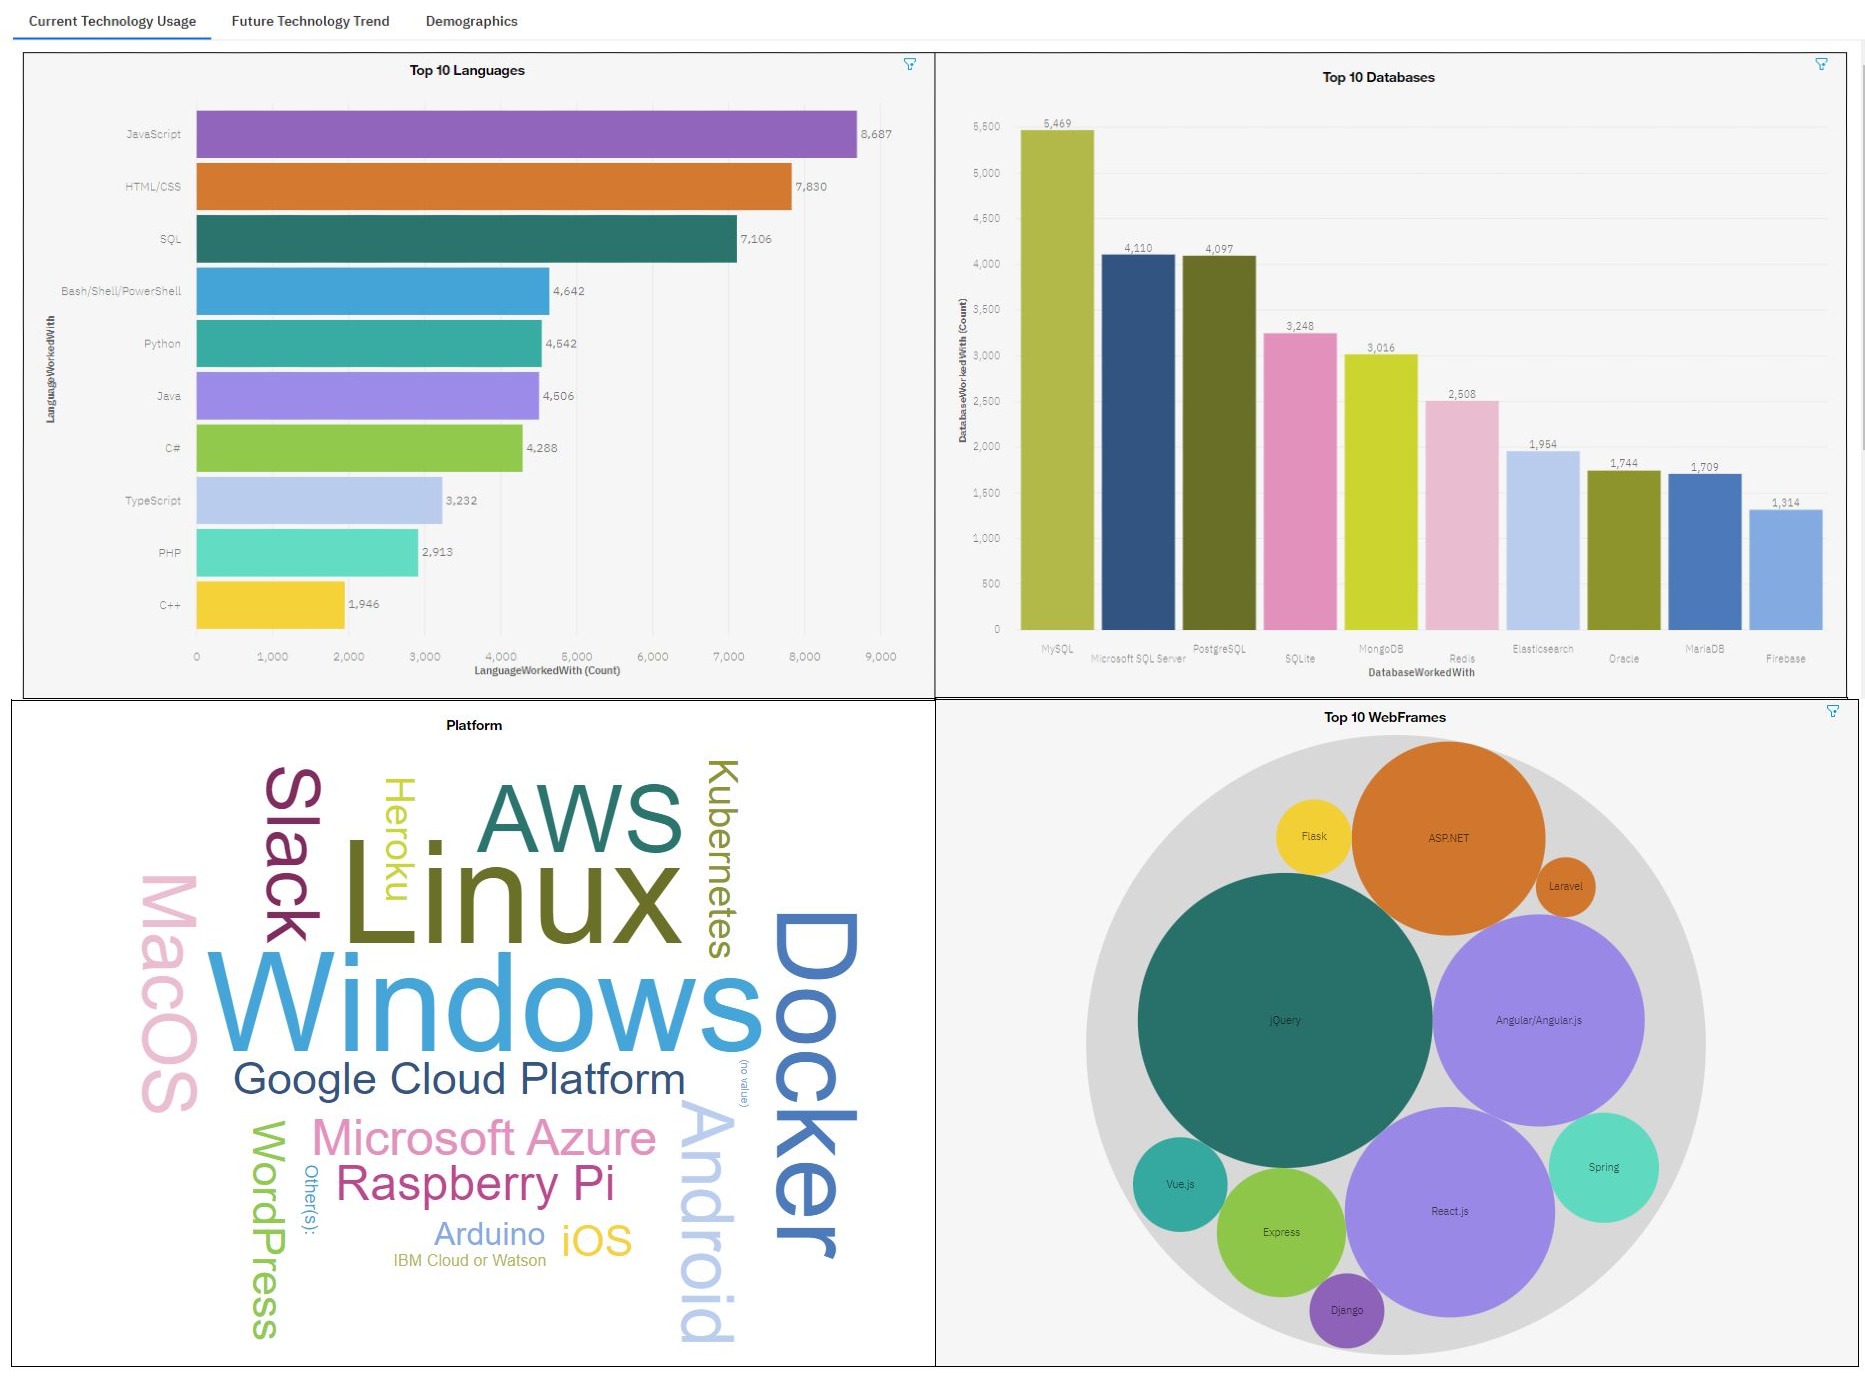 Current Technology Usage
Future Technology Trend
Demographics
Top 10 Languages
JavaScript
8,687
HTML/CSS
7,830
SQL
7,106
Bash/Shell/PowerShell
4,642
Python
4,542
Java
4,506
C#
4,288
TypeScript
3,232
PHP
2,913
C++
1,946
LanguageWorkedWith
0
1,000
2,000
3,000
4,000
5,000
6,000
7,000
8,000
9,000
LanguageWorkedWith (Count)
Top 10 Databases
5,500
5,000
4,500
4,000
3,500
3,000
2,500
2,000
1,500
1,000
500
0
DatabaseWorkedWith (Count)
5,469
4,110
4,097
3,248
3,016
2,508
1,954
1,744
1,709
1,314
MySQL
Microsoft SQL Server
PostgreSQL
SQLite
MongoDB
Redis
Elasticsearch
Oracle
MariaDB
Firebase
DatabaseWorkedWith
Platform
Slack
Heroku
AWS
Kubernetes
Linux
MacOS
Windows
Docker
Google Cloud Platform
(no value)
Microsoft Azure
Android
WordPress
Other(s):
Raspberry Pi
Arduino
iOS
IBM Cloud or Watson
Top 10 WebFrames
Flask
ASP.NET
Laravel
jQuery
Angular/Angular.js
Vue.js
Spring
Express
React.js
Django